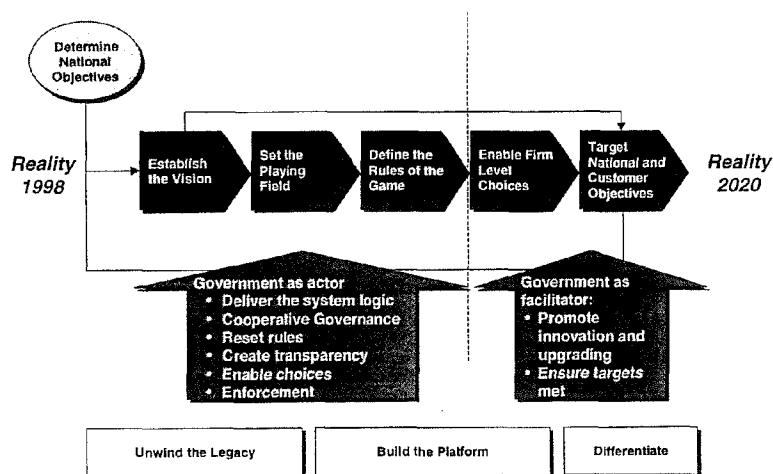 Determine
National
Objectives
Reality
1998
Establish
the Vision
Set the
Playing
Field
Define the
Rules of the
Game
Enable Firm
Level
Choices
Target
National and
Customer
Objectives
Reality
2020
Government as actor
• Deliver the system logic
• Cooperative Governance
• Reset rules
• Create transparency
• Enable choices
• Enforcement
Government as
facilitator:
• Promote
innovation and
upgrading
• Ensure targets
met
Unwind the Legacy
Build the Platform
Differentiate